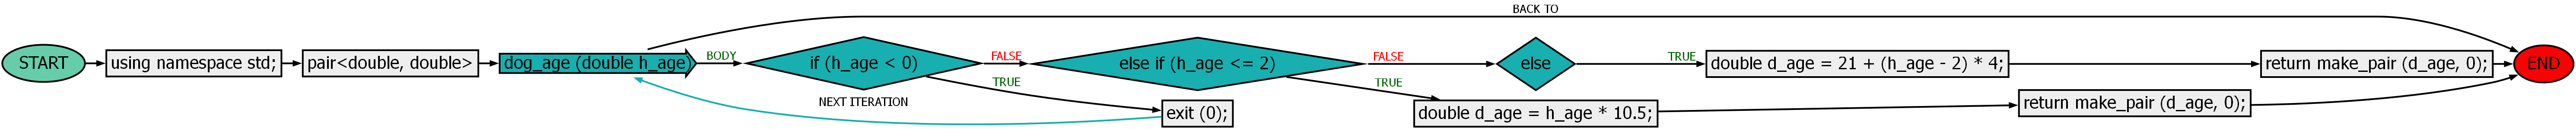 BACK TO
START
using namespace std;
pair<double, double>
dog_age (double h_age)
BODY
if (h_age < 0)
FALSE
else if (h_age <= 2)
FALSE
else
TRUE
double d_age = 21 + (h_age - 2) * 4;
return make_pair (d_age, 0);
END
TRUE
TRUE
NEXT ITERATION
exit (0);
double d_age = h_age * 10.5;
return make_pair (d_age, 0);